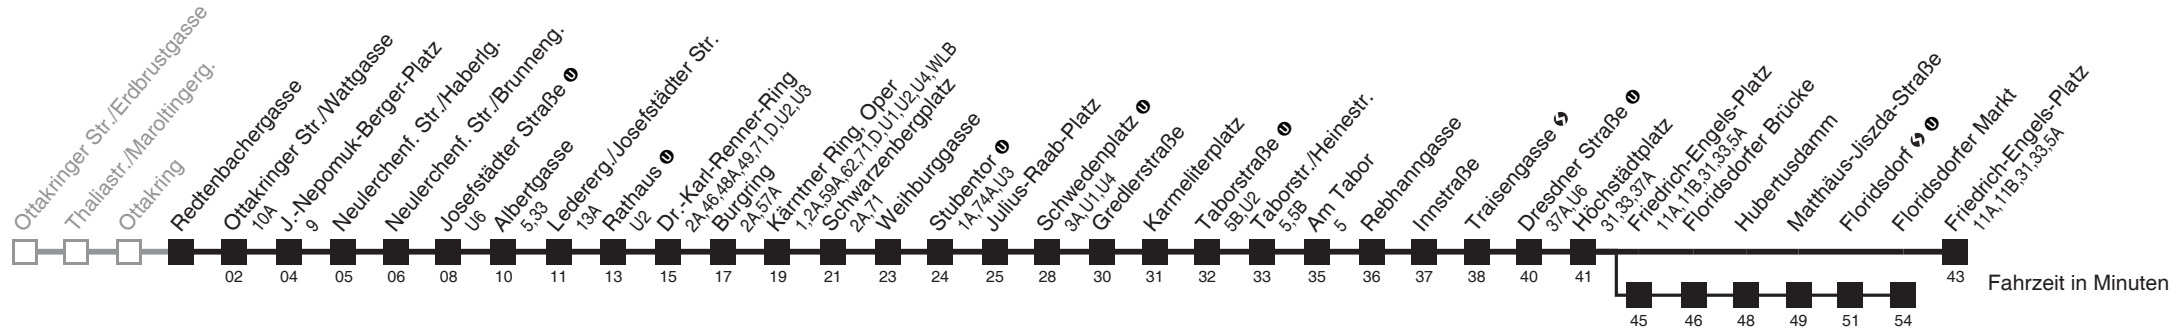 Ottakringer Str./Erdbrustgasse
Thaliastr./Maroltingerg.
Ottakring
Redtenbachergasse
Ottakringer Str./Wattgasse
10A
J.-Nepomuk-Berger-Platz
9
Neulerchenf. Str./Haberlg.
Neulerchenf. Str./Brunneng.
Josefstädter Straße U
U6
Albertgasse
5,33
Ledererg./Josefstädter Str.
13A
Rathaus U
U2
Dr.-Karl-Renner-Ring
2A,46,48A,49,71,D,U2,U3
Burgring
2A,57A
Kärntner Ring, Oper
1,2A,59A,62,71,D,U1,U2,U4,WLB
Schwarzenbergplatz
2A,71
Weihburggasse
Stubentor U
1A,74A,U3
Julius-Raab-Platz
Schwedenplatz U
3A,U1,U4
Gredlerstraße
Karmeliterplatz
Taborstraße U
5B,U2
Taborstr./Heinestr.
5,5B
Am Tabor
5
Rebhanngasse
Innstraße
Traisengasse S
Dresdner Straße U
37A,U6
Höchstädtplatz
31,33,37A
Friedrich-Engels-Platz
11A,11B,31,33,5A
Floridsdorfer Brücke
Hubertusdamm
Matthäus-Jiszda-Straße
Floridsdorf S U
Floridsdorfer Markt
Friedrich-Engels-Platz
11A,11B,31,33,5A
02 04 05 06 08 10 11 13 15 17 19 21 23 24 25 28 30 31 32 33 35 36 37 38 40 41 43
Fahrzeit in Minuten
45 46 48 49 51 54